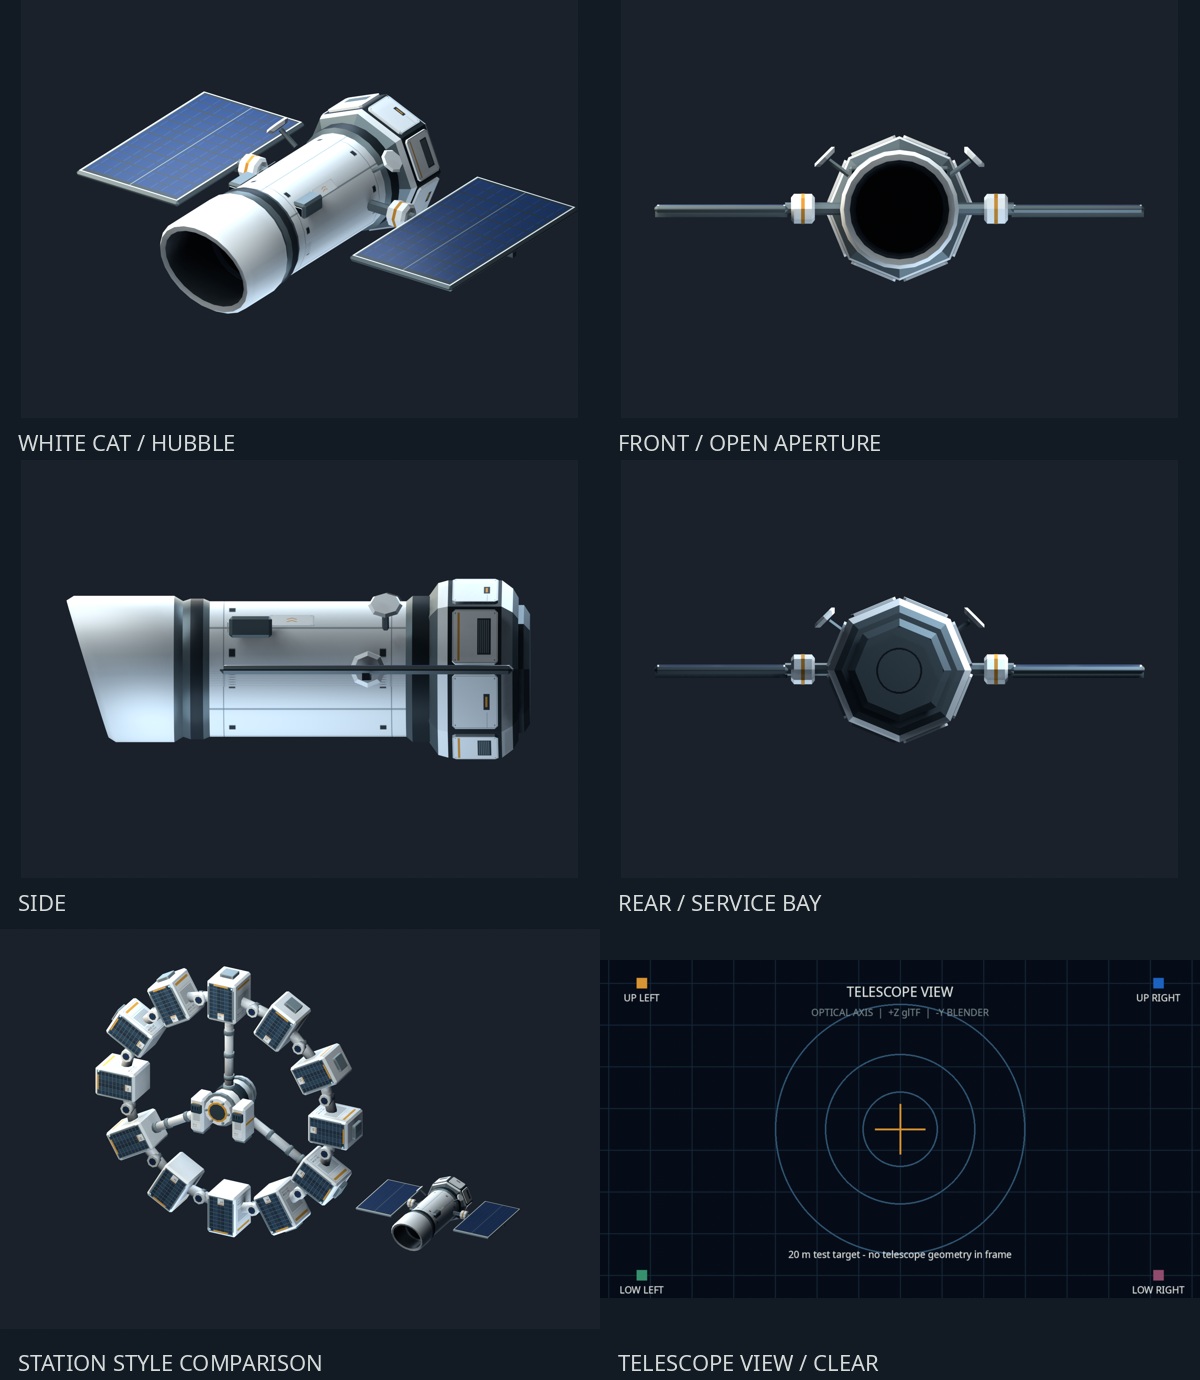 WHITE CAT / HUBBLE
FRONT / OPEN APERTURE
SIDE
REAR / SERVICE BAY
UP LEFT
TELESCOPE VIEW
UP RIGHT
OPTICAL AXIS | +Z glTF | -Y BLENDER
20 m test target - no telescope geometry in frame
LOW LEFT
LOW RIGHT
STATION STYLE COMPARISON
TELESCOPE VIEW / CLEAR